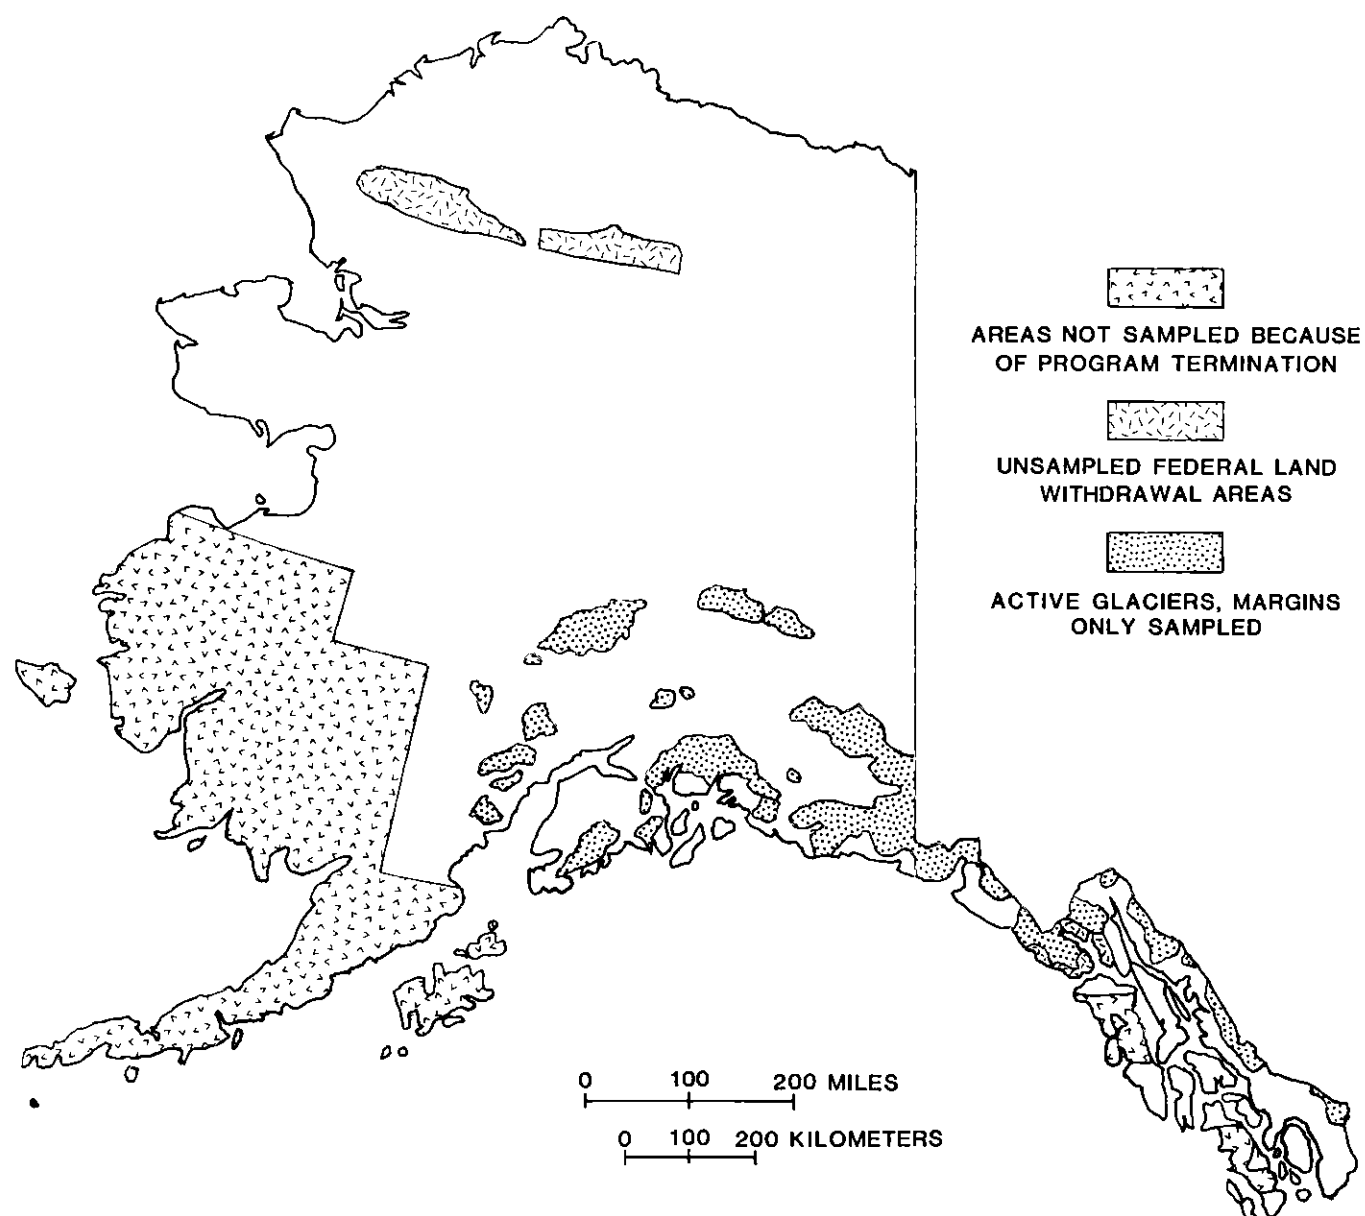 AREAS NOT SAMPLED BECAUSE
OF PROGRAM TERMINATION
UNSAMPLED FEDERAL LAND
WITHDRAWAL AREAS
ACTIVE GLACIERS, MARGINS
ONLY SAMPLED
0 100 200 MILES
0 100 200 KILOMETERS